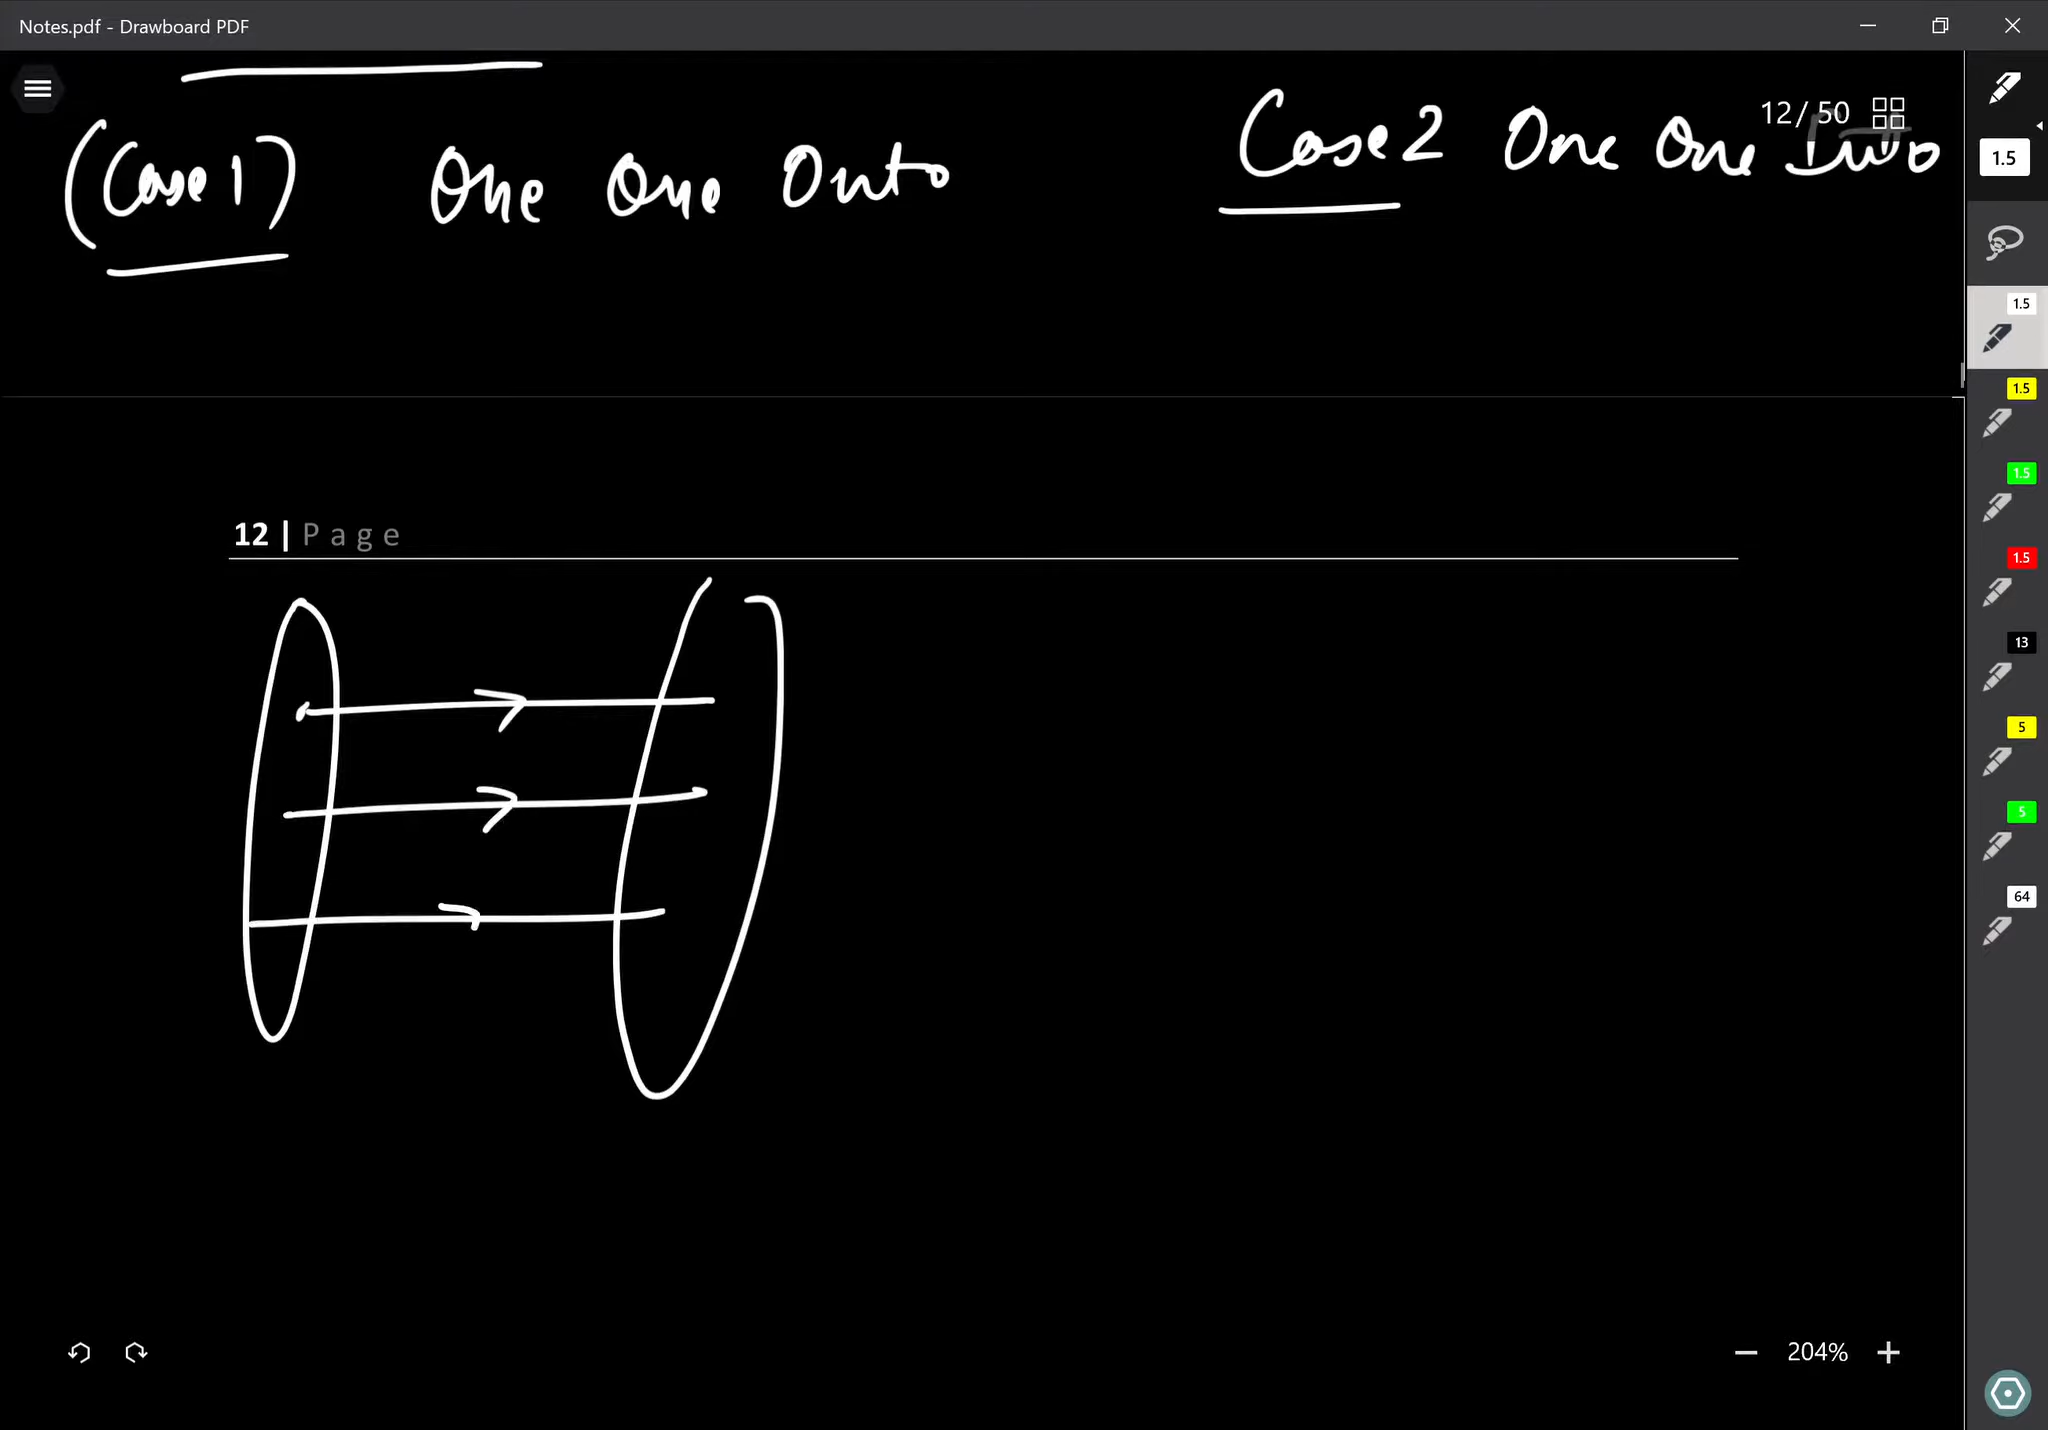 Notes.pdf - Drawboard PDF
12/ 50
(Case 1) One One Onto
Case 2 One One Into
12 | Page
1.5
1.5
1.5
1.5
1.5
13
5
5
64
204%